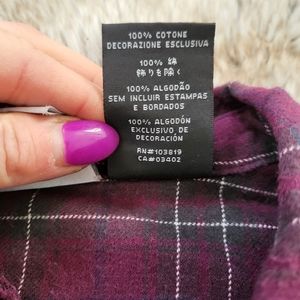 100% COTONE
DECORAZIONE ESCLUSIVA
100% 綿
飾りを除く
100% ALGODÃO
SEM INCLUIR ESTAMPAS
E BORDADOS
100% ALGODÓN
EXCLUSIVO DE
DECORACIÓN
RN#103819
CA#03402